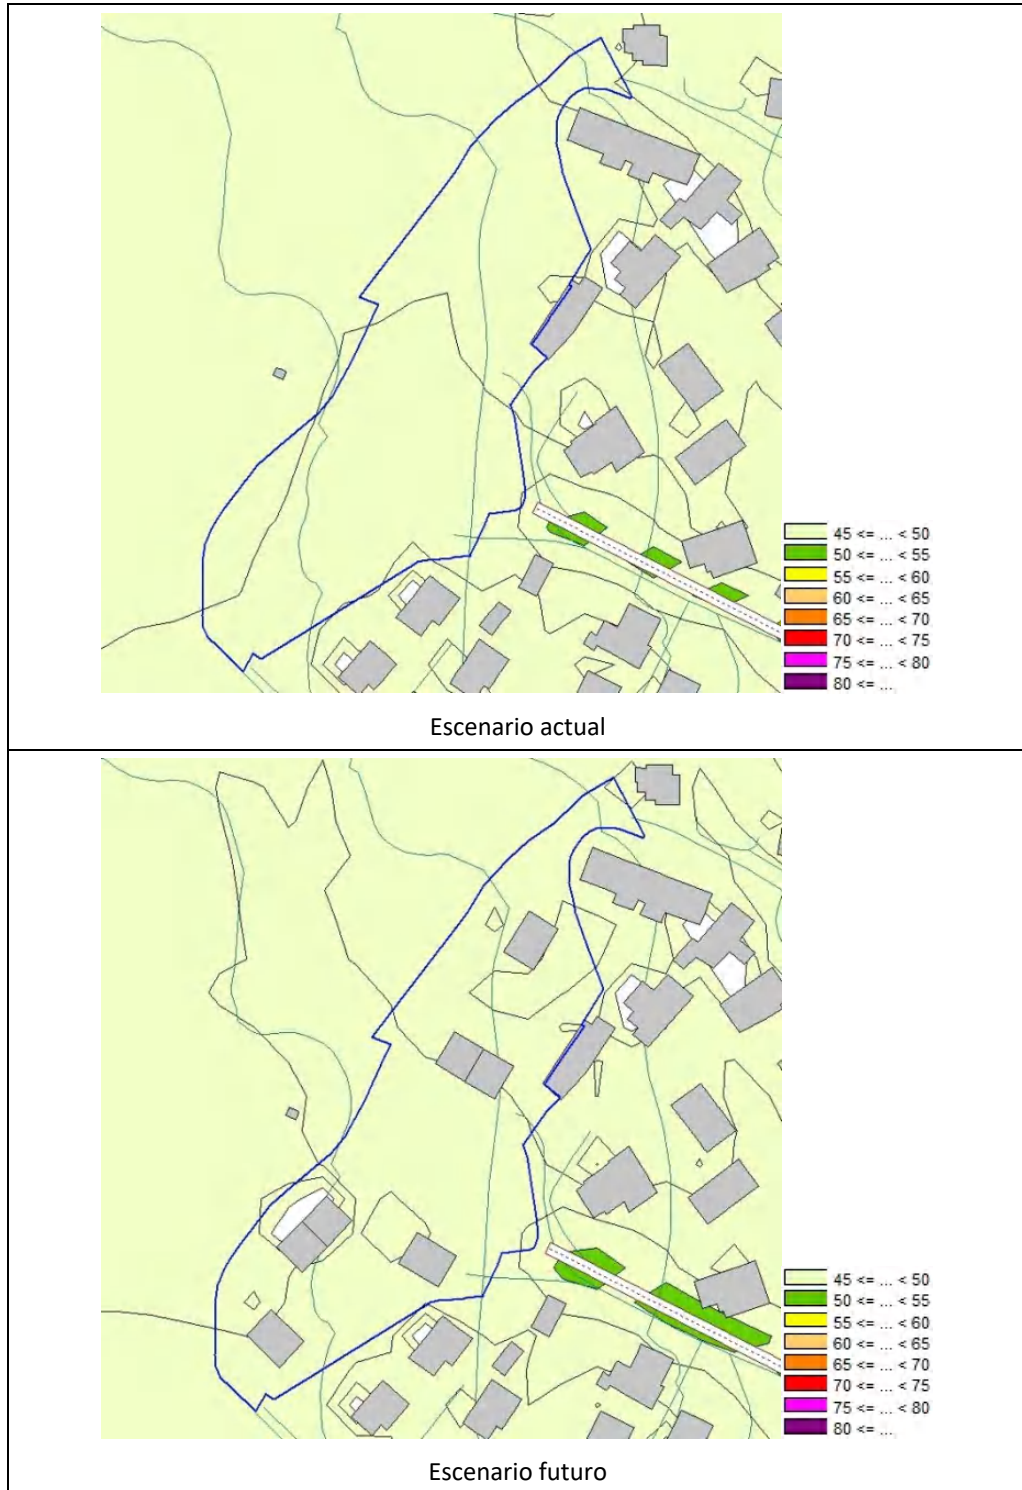 45 <= ... < 50
50 <= ... < 55
55 <= ... < 60
60 <= ... < 65
65 <= ... < 70
70 <= ... < 75
75 <= ... < 80
80 <= ...
Escenario actual
45 <= ... < 50
50 <= ... < 55
55 <= ... < 60
60 <= ... < 65
65 <= ... < 70
70 <= ... < 75
75 <= ... < 80
80 <= ...
Escenario futuro